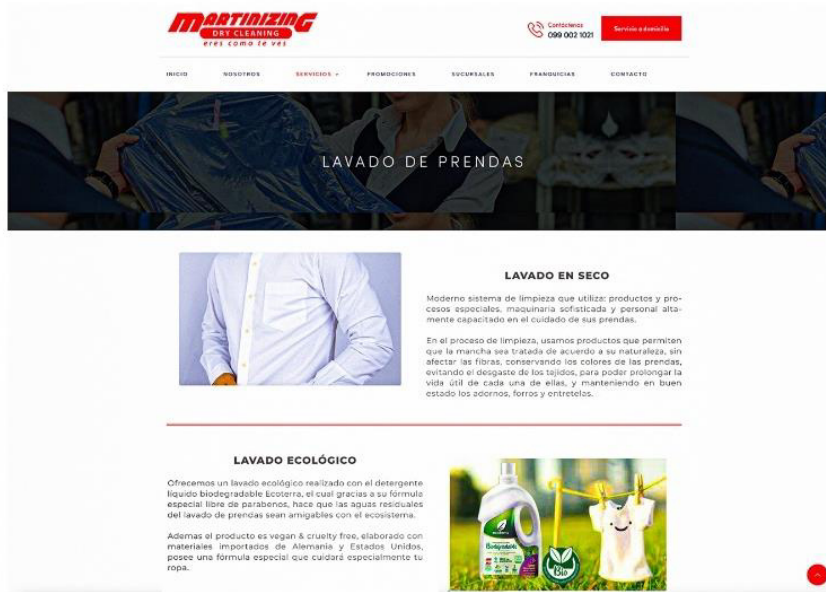 MARTINIZING
DRY CLEANING
eres como te ves
Contáctenos
099 002 1021
Servicio a domicilio
INICIO
NOSOTROS
SERVICIOS
PROMOCIONES
SUCURSALES
FRANQUICIAS
CONTACTO
LAVADO DE PRENDAS
LAVADO EN SECO
Moderno sistema de limpieza que utiliza: productos y pro-
cesos especiales, maquinaria sofisticada y personal alta-
mente capacitado en el cuidado de sus prendas.
En el proceso de limpieza, usamos productos que permiten
que la mancha sea tratada de acuerdo a su naturaleza, sin
afectar las fibras, conservando los colores de las prendas,
evitando el desgaste de los tejidos, para poder prolongar la
vida útil de cada una de ellas, y manteniendo en buen
estado los adornos, forros y entretelas.
LAVADO ECOLÓGICO
Ofrecemos un lavado ecológico realizado con el detergente
líquido biodegradable Ecoterra, el cual gracias a su fórmula
especial libre de parabenos, hace que las aguas residuales
del lavado de prendas sean amigables con el ecosistema.
Ademas el producto es vegan & cruelty free, elaborado con
materiales importados de Alemania y Estados Unidos,
posee una fórmula especial que cuidará especialmente tu
ropa.
Biodegradable
Bio